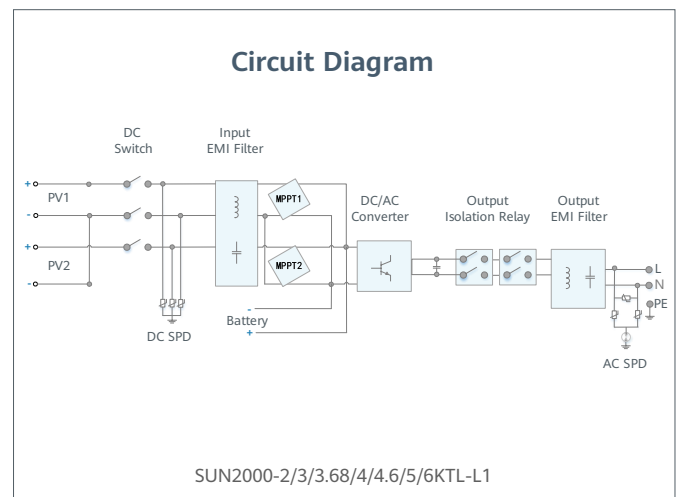 Circuit Diagram
DC
Switch
Input
EMI Filter
+
PV1
-
+
PV2
-
MPPT1
MPPT2
DC/AC
Converter
Output
Isolation Relay
Output
EMI Filter
L
N
PE
-
Battery
+
DC SPD
AC SPD
SUN2000-2/3/3.68/4/4.6/5/6KTL-L1